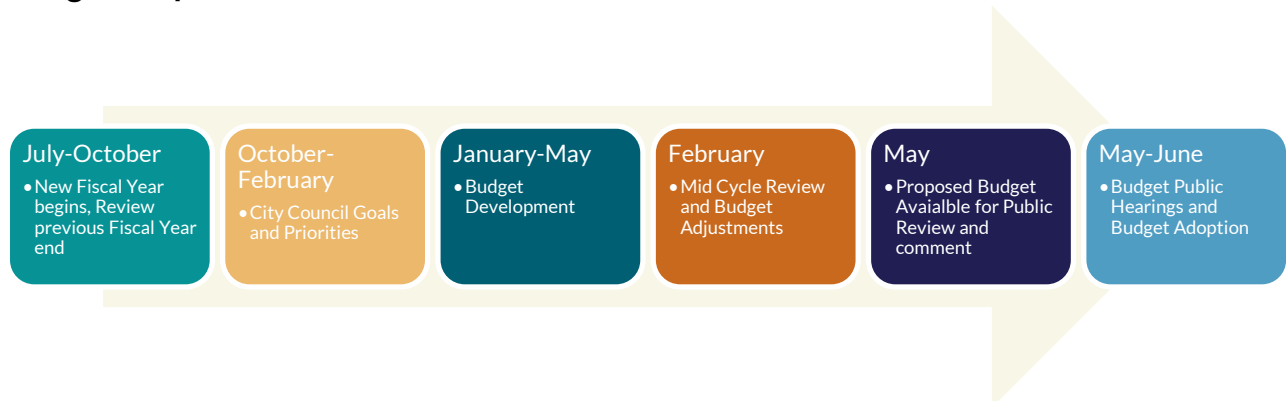 July-October
•New Fiscal Year
begins, Review
previous Fiscal Year
end
October-
February
•City Council Goals
and Priorities
January-May
•Budget
Development
February
•Mid Cycle Review
and Budget
Adjustments
May
•Proposed Budget
Avaialble for Public
Review and
comment
May-June
•Budget Public
Hearings and
Budget Adoption